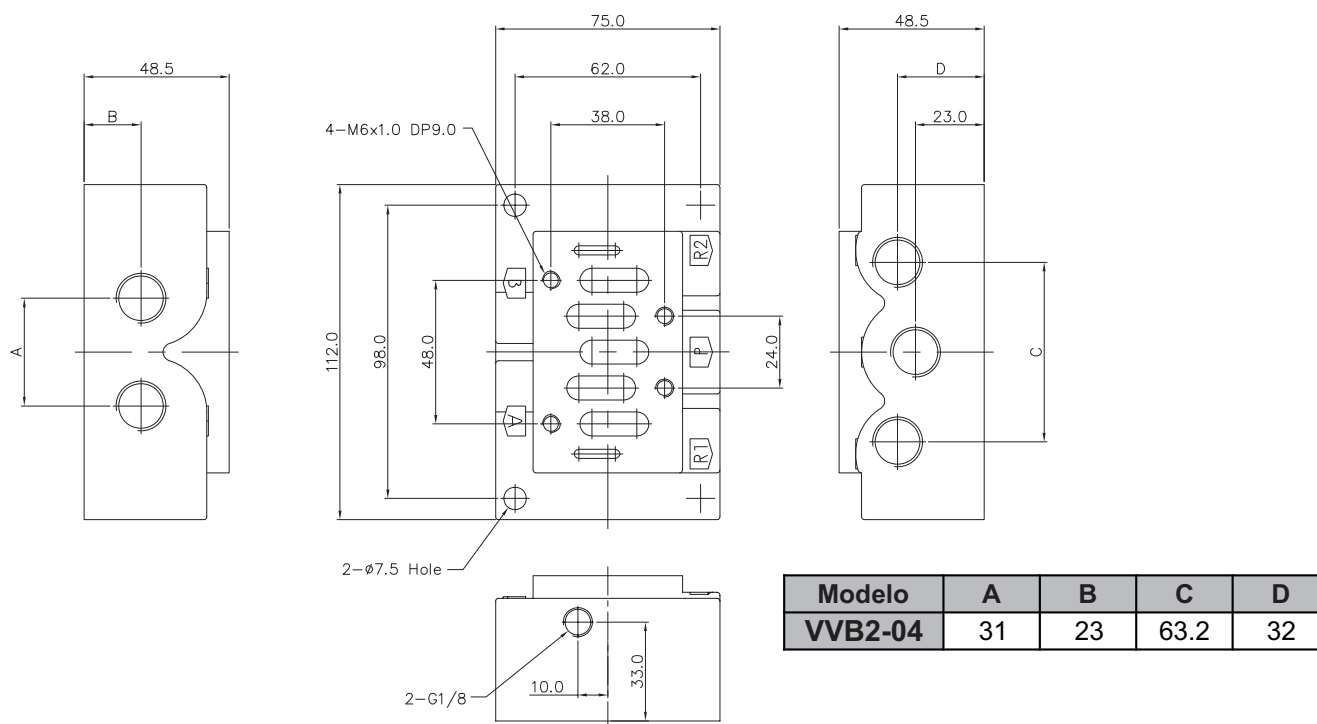 75.0
48.5
48.5
62.0
D
B
38.0
23.0
4-M6x1.0 DP9.0
R2
B
A
112.0
98.0
48.0
P
24.0
C
A
R1
2-ø7.5 Hole
33.0
10.0
2-G1/8
Modelo A B C D
VVB2-04 31 23 63.2 32